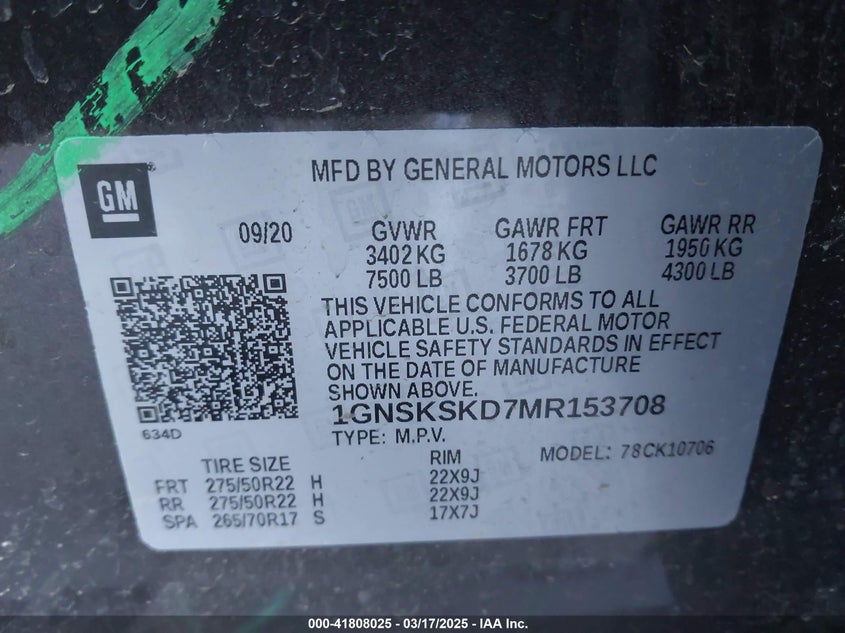 GM
MFD BY GENERAL MOTORS LLC
09/20
GVWR GAWR FRT GAWR RR
3402 KG 1678 KG 1950 KG
7500 LB 3700 LB 4300 LB
THIS VEHICLE CONFORMS TO ALL
APPLICABLE U.S. FEDERAL MOTOR
VEHICLE SAFETY STANDARDS IN EFFECT
ON THE DATE OF MANUFACTURE
SHOWN ABOVE.
1GNSKSKD7MR153708
634D
TYPE: M.P.V. MODEL: 78CK10706
TIRE SIZE RIM
FRT 275/50R22 H 22X9J
RR 275/50R22 H 22X9J
SPA 265/70R17 S 17X7J
000-41808025 - 03/17/2025 - IAA Inc.